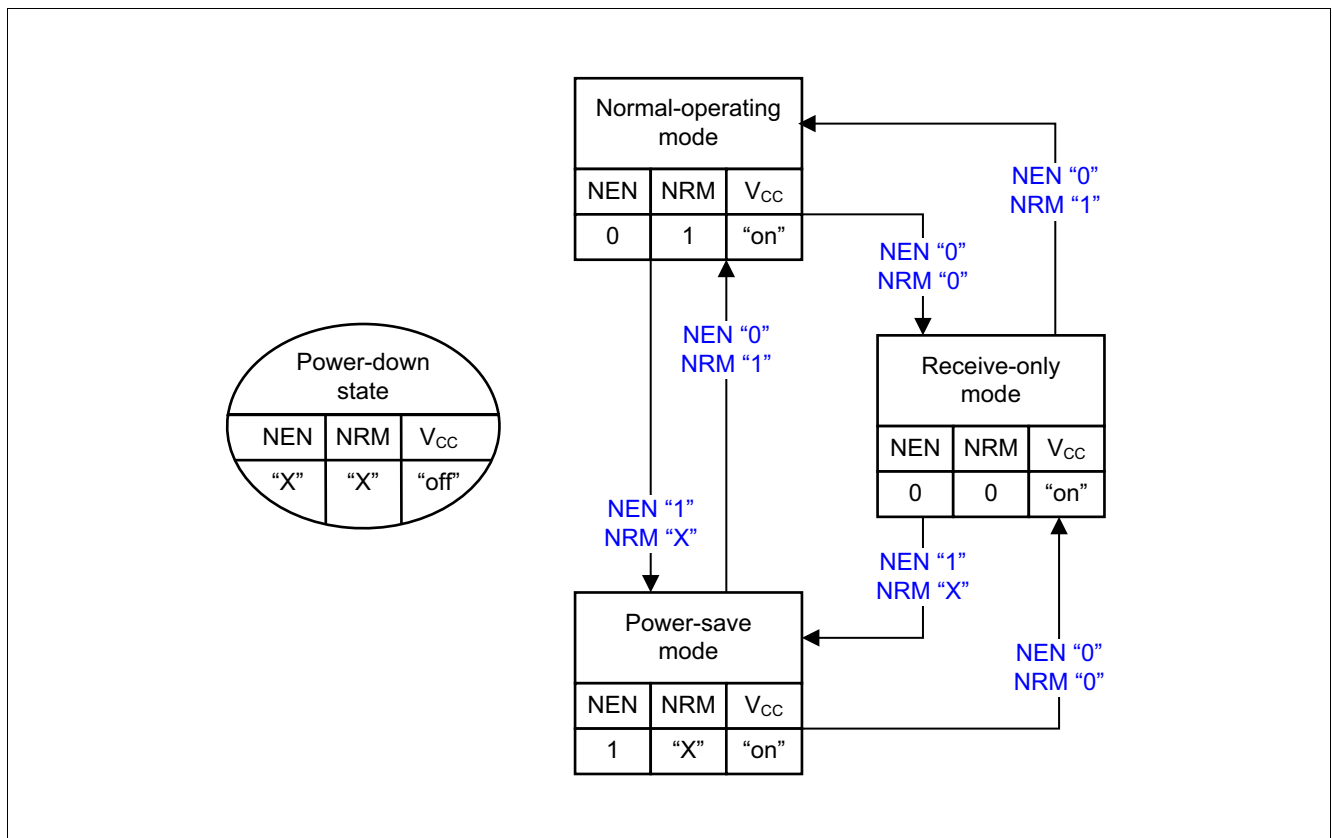 Normal-operating
mode
NEN NRM VCC
0 1 “on”
NEN “0”
NRM “1”
NEN “0”
NRM “0”
NEN “0”
NRM “1”
Power-down
state
NEN NRM VCC
“X” “X” “off”
Receive-only
mode
NEN NRM VCC
0 0 “on”
NEN “1”
NRM “X”
NEN “1”
NRM “X”
Power-save
mode
NEN NRM VCC
1 “X” “on”
NEN “0”
NRM “0”